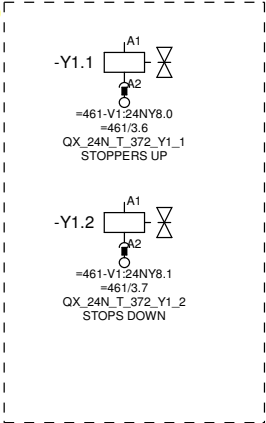 A1
-Y1.1
A2
=461-V1:24NY8.0
=461/3.6
QX_24N_T_372_Y1_1
STOPPERS UP
A1
-Y1.2
A2
=461-V1:24NY8.1
=461/3.7
QX_24N_T_372_Y1_2
STOPS DOWN